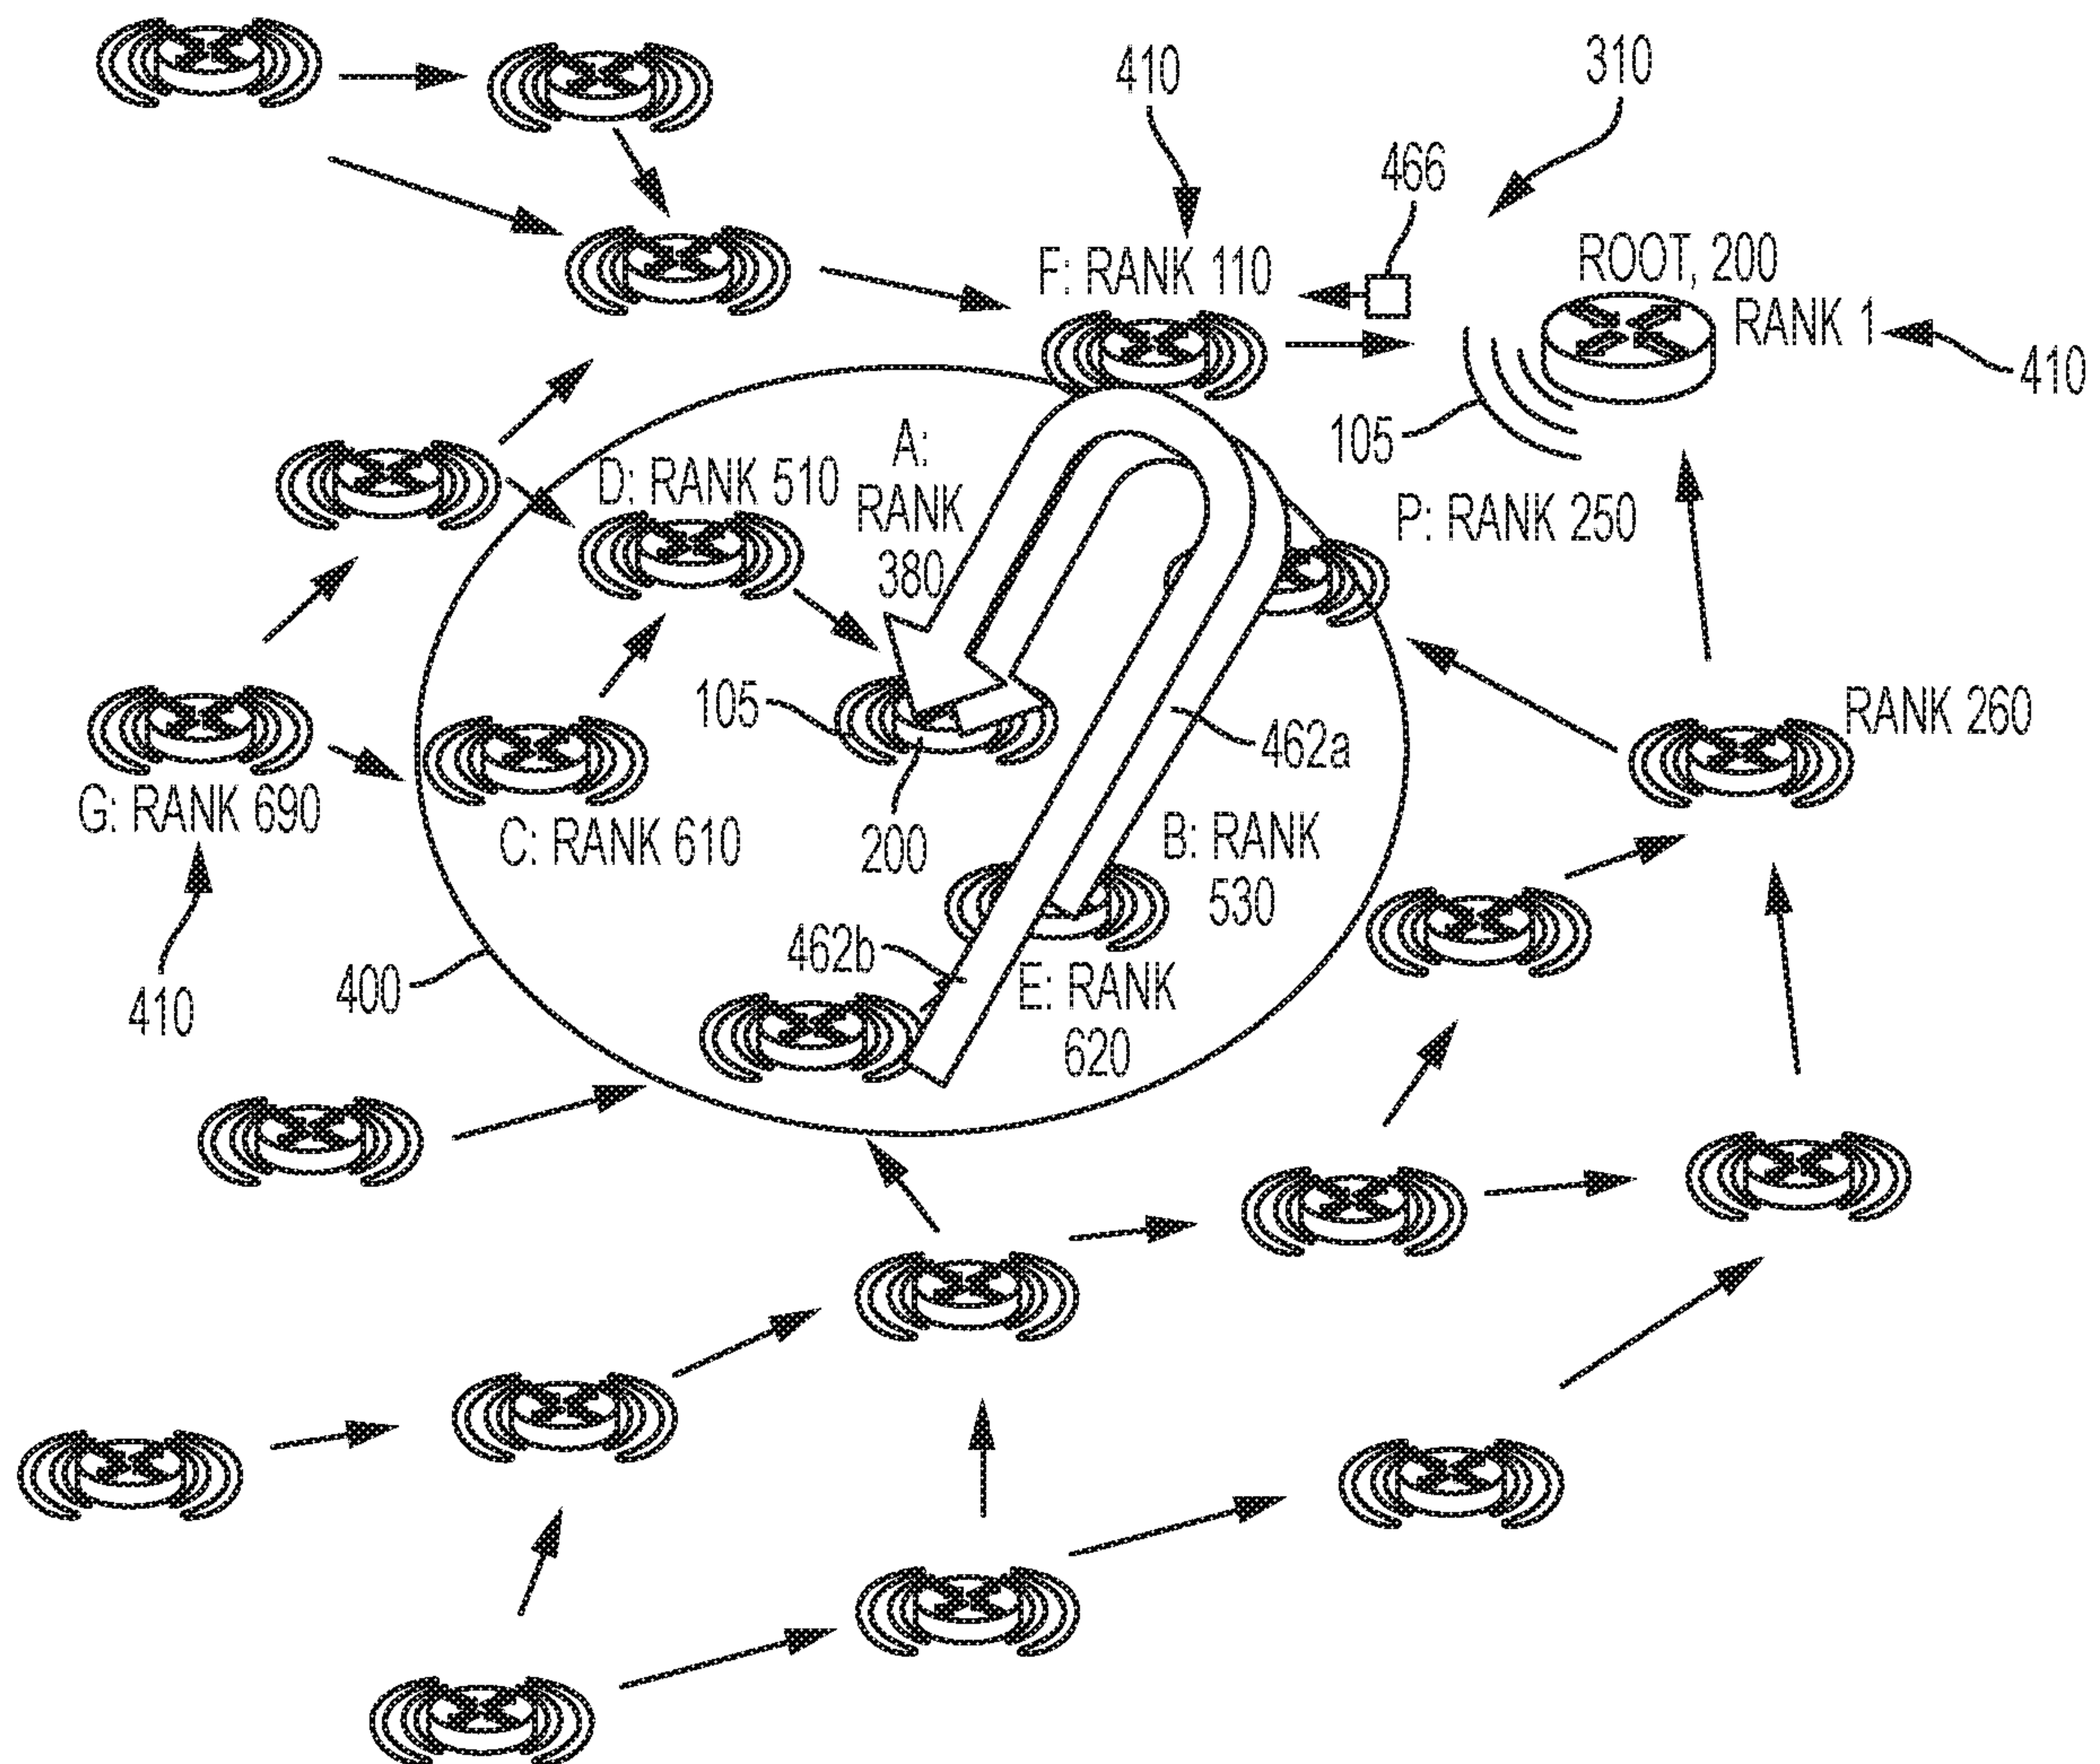 410
310
466
ROOT, 200
F: RANK 110
RANK 1
410
105
A:
RANK
380
D: RANK 510
P: RANK 250
105
RANK 260
462a
G: RANK 690
C: RANK 610
200
B: RANK
530
462b
400
410
E: RANK
620